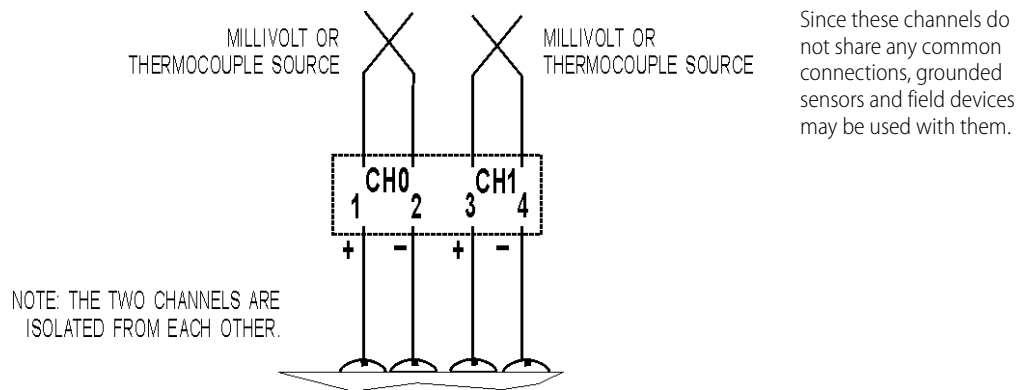 MILLIVOLT OR
THERMOCOUPLE SOURCE
MILLIVOLT OR
THERMOCOUPLE SOURCE
Since these channels do
not share any common
connections, grounded
sensors and field devices
may be used with them.
CH0 CH1
1 2 3 4
+ − + −
NOTE: THE TWO CHANNELS ARE
ISOLATED FROM EACH OTHER.